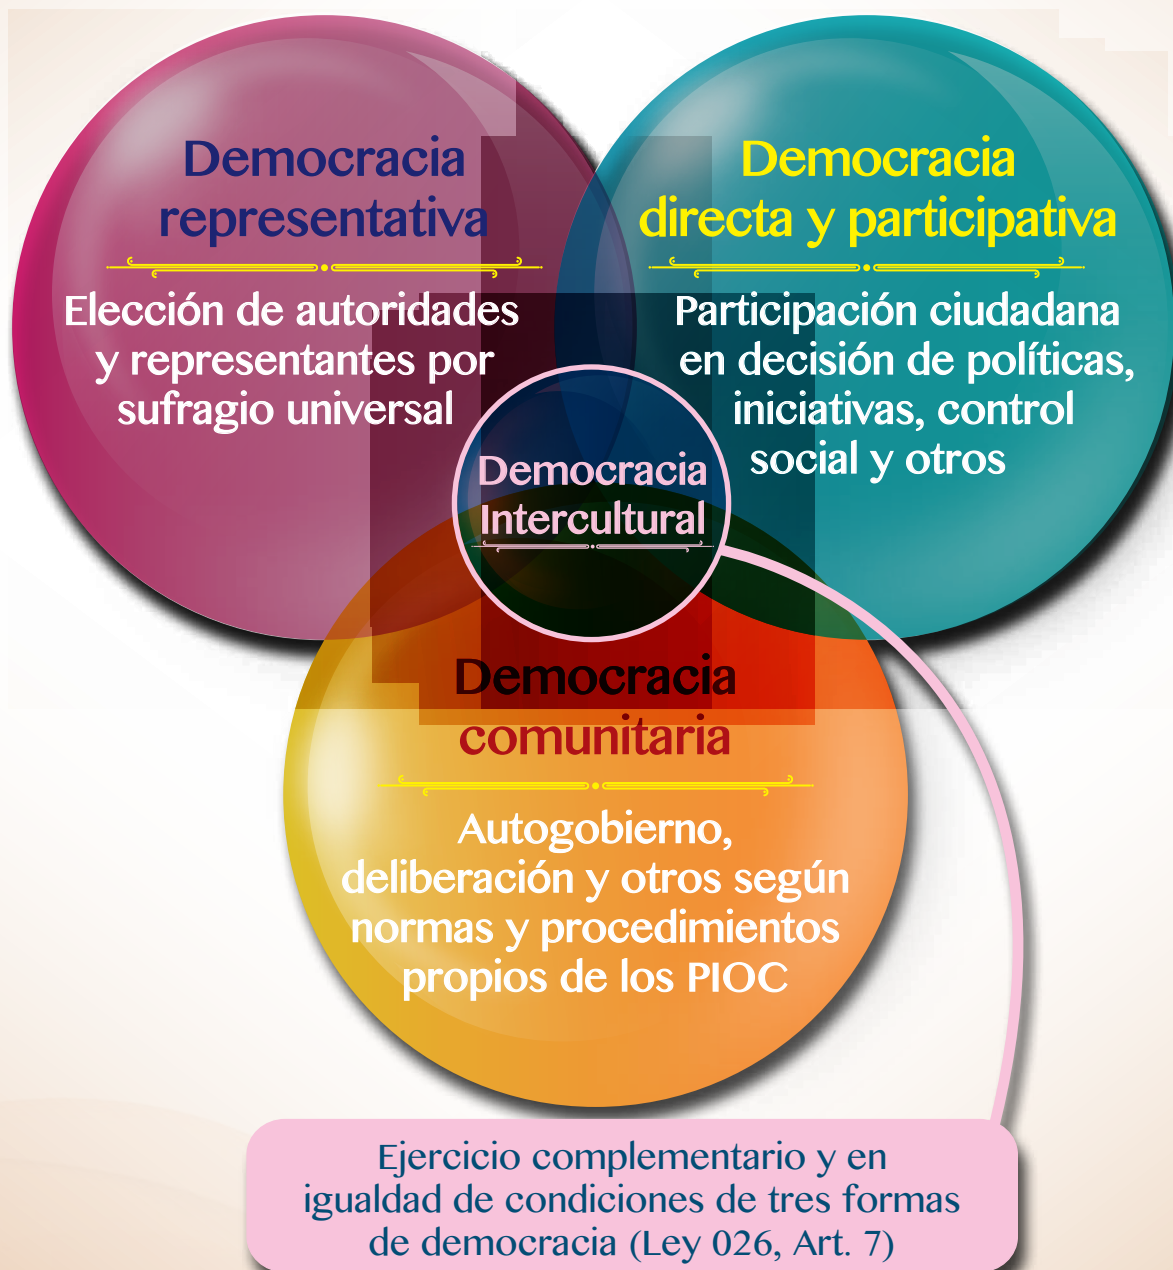 Democracia
representativa
Elección de autoridades
y representantes por
sufragio universal
Democracia
directa y participativa
Participación ciudadana
en decisión de políticas,
iniciativas, control
social y otros
Democracia
Intercultural
Democracia
comunitaria
Autogobierno,
deliberación y otros según
normas y procedimientos
propios de los PIOC
Ejercicio complementario y en
igualdad de condiciones de tres formas
de democracia (Ley 026, Art. 7)